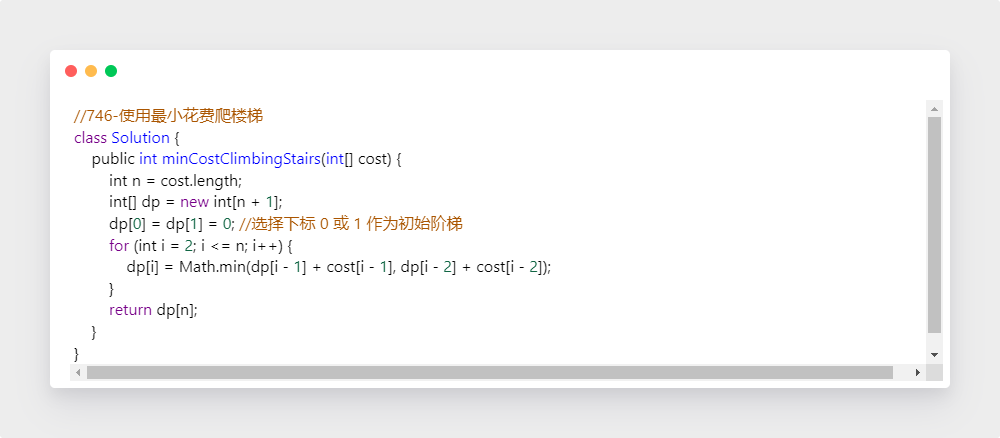 //746-使用最小花费爬楼梯
class Solution {
    public int minCostClimbingStairs(int[] cost) {
        int n = cost.length;
        int[] dp = new int[n + 1];
        dp[0] = dp[1] = 0; //选择下标 0 或 1 作为初始阶梯
        for (int i = 2; i <= n; i++) {
            dp[i] = Math.min(dp[i - 1] + cost[i - 1], dp[i - 2] + cost[i - 2]);
        }
        return dp[n];
    }
}